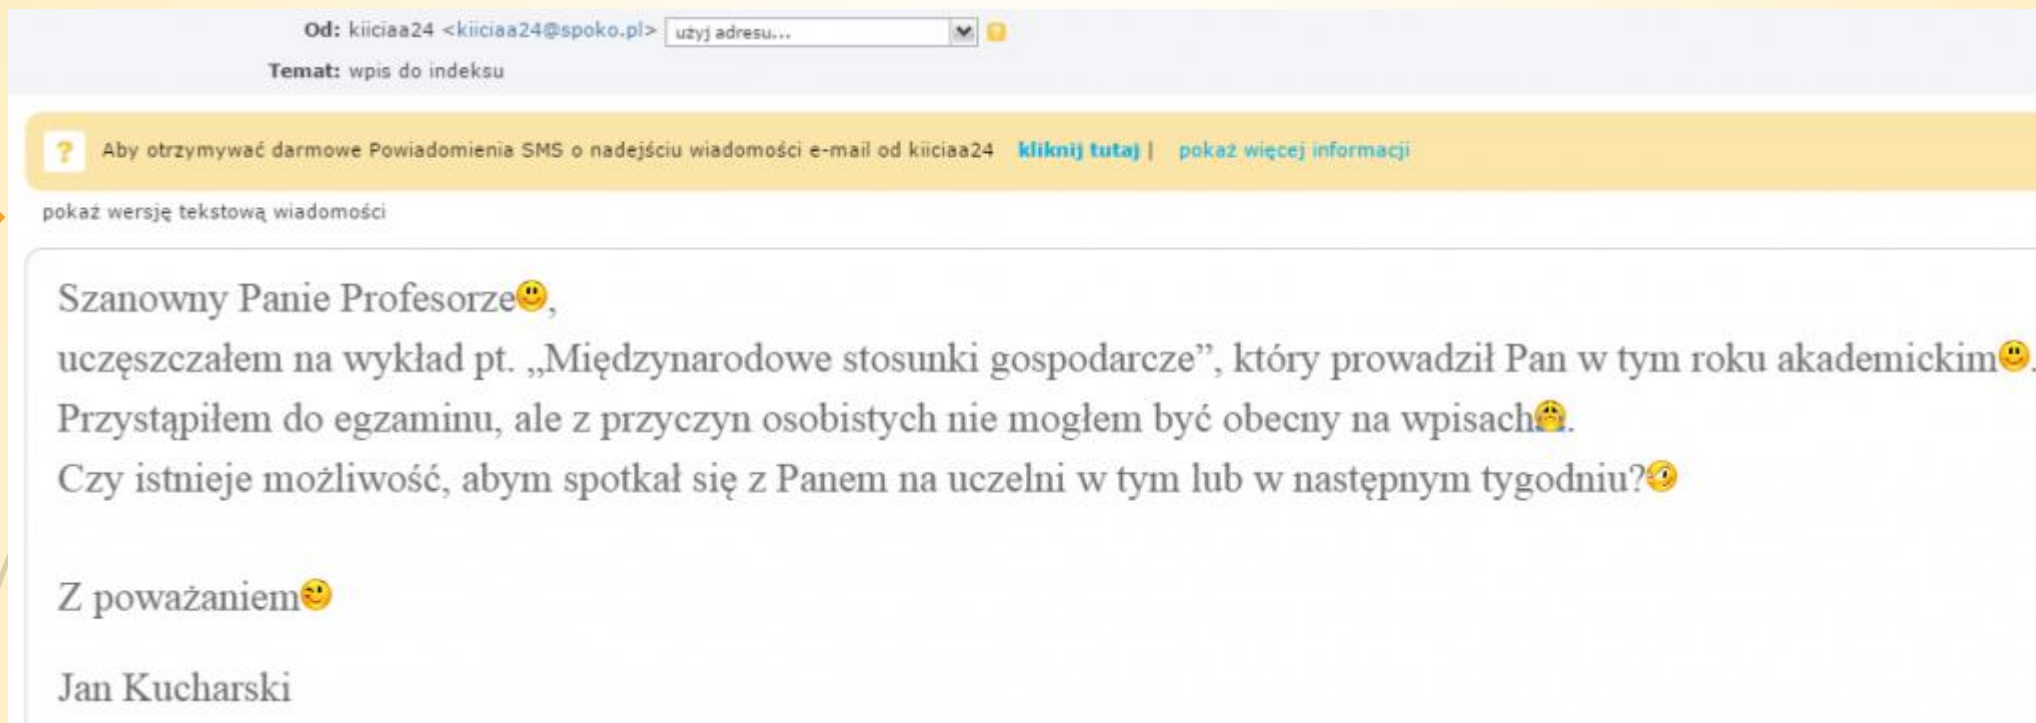 Od: kiiciaa24 <kiiciaa24@spoko.pl> użyj adresu...
Temat: wpis do indeksu
? Aby otrzymywać darmowe Powiadomienia SMS o nadejściu wiadomości e-mail od kiiciaa24 kliknij tutaj | pokaż więcej informacji
pokaż wersję tekstową wiadomości
Szanowny Panie Profesorze🙂,
uczęszczałem na wykład pt. „Międzynarodowe stosunki gospodarcze”, który prowadził Pan w tym roku akademickim🙂.
Przystąpiłem do egzaminu, ale z przyczyn osobistych nie mogłem być obecny na wpisach😢.
Czy istnieje możliwość, abym spotkał się z Panem na uczelni w tym lub w następnym tygodniu?🤔
Z poważaniem😉
Jan Kucharski